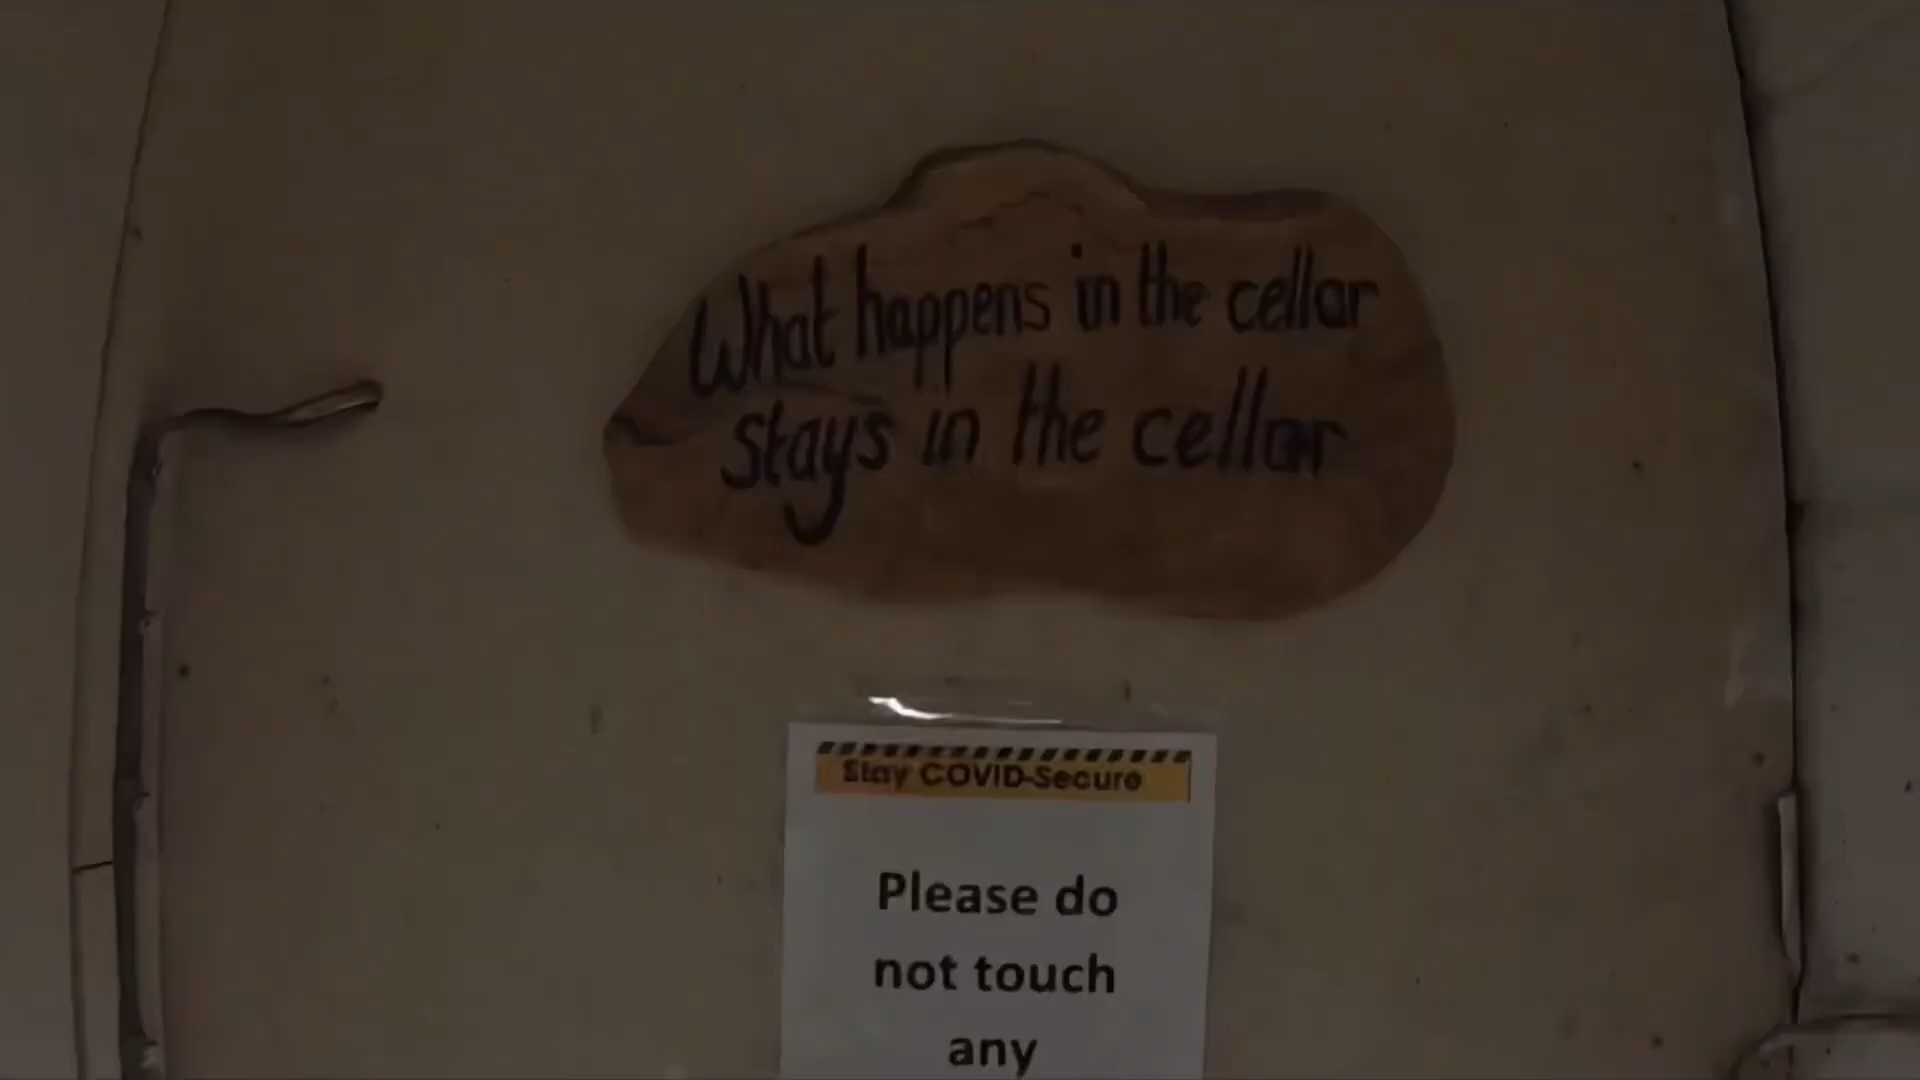 What happens in the cellar
stays in the cellar
Stay COVID-Secure
Please do
not touch
any